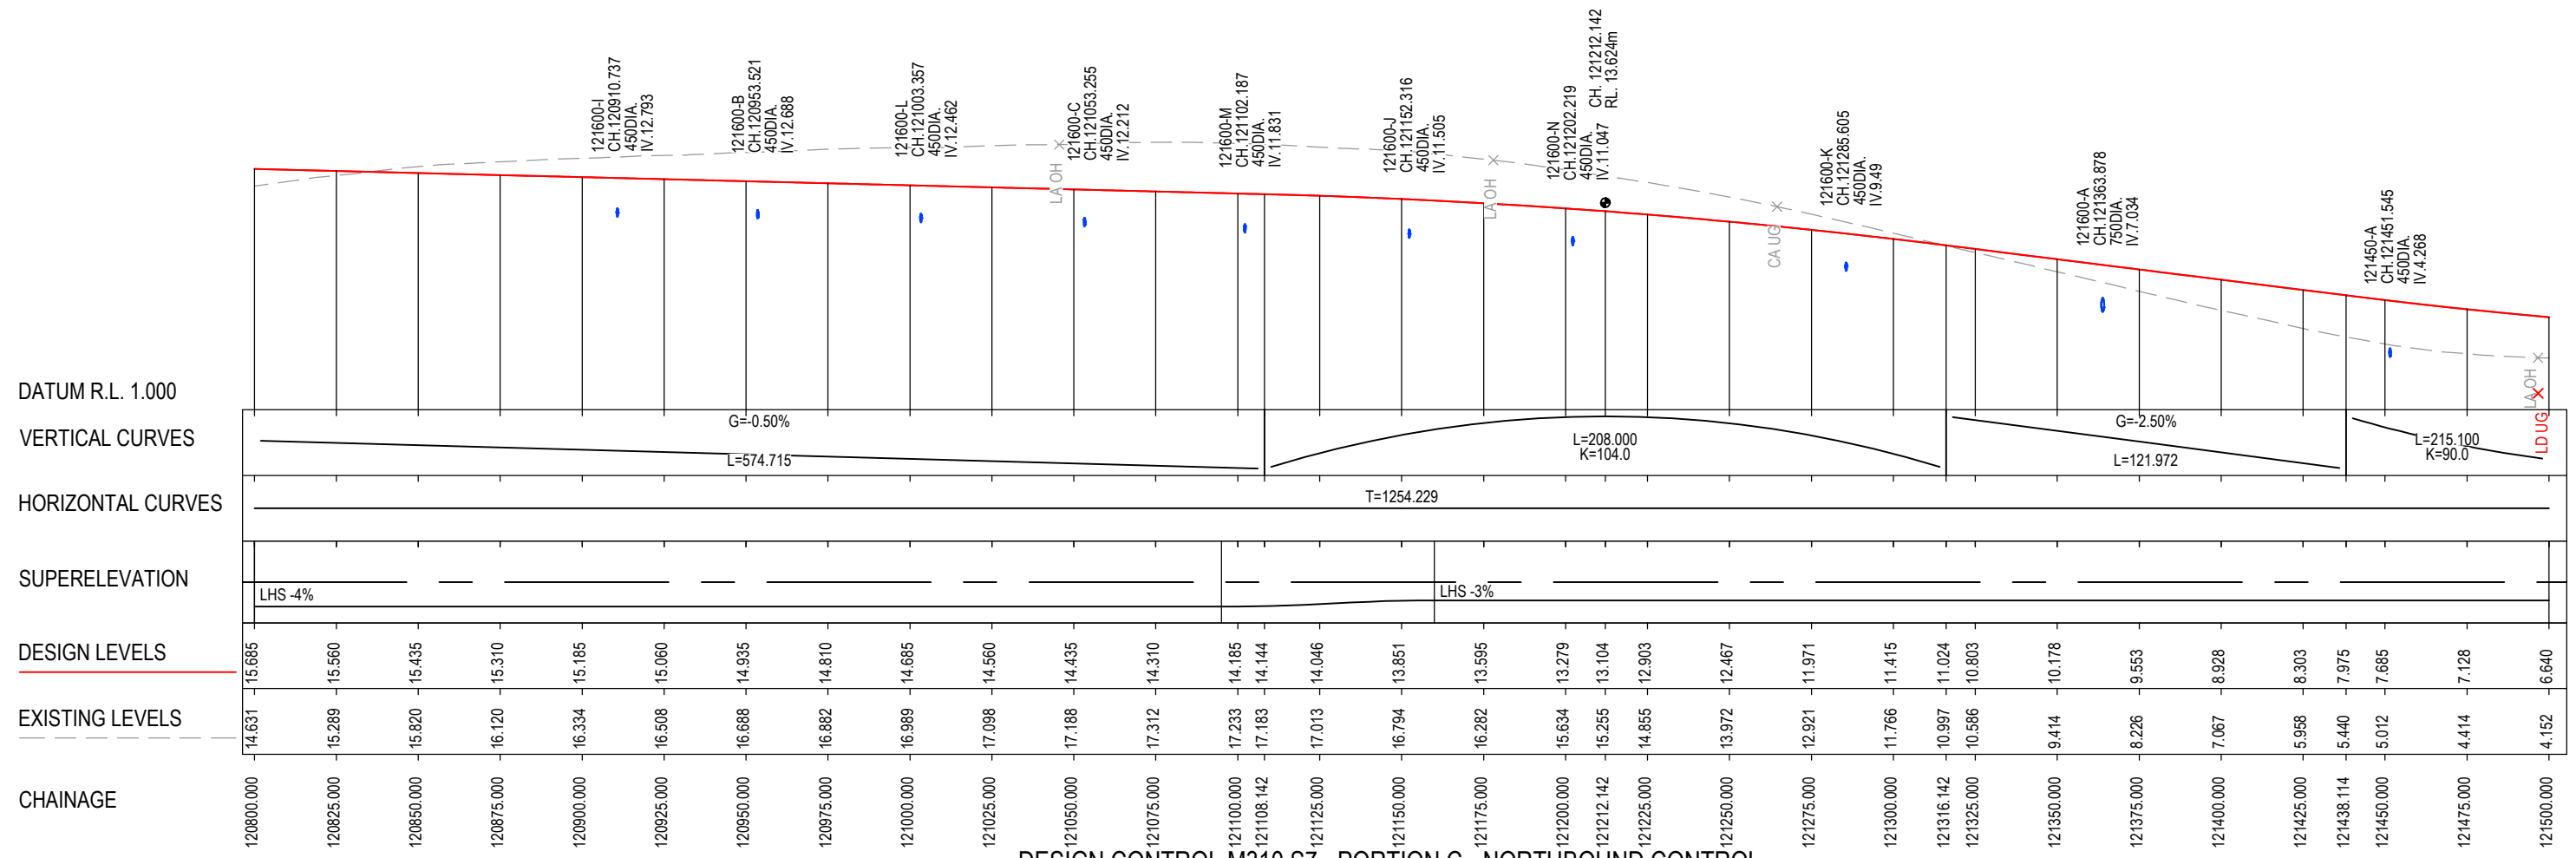 121600-I
CH.120910.737
450DIA.
IV.12.793
121600-B
CH.120953.521
450DIA.
IV.12.688
121600-L
CH.121003.357
450DIA.
IV.12.462
121600-C
CH.121053.255
450DIA.
IV.12.212
121600-M
CH.121102.187
450DIA.
IV.11.831
121600-J
CH.121152.316
450DIA.
IV.11.505
121600-N
CH.121202.219
450DIA.
IV.11.047
CH. 121212.142
RL. 13.624m
121600-K
CH.121285.605
450DIA.
IV.9.49
121600-A
CH.121363.878
750DIA.
IV.7.034
121450-A
CH.121451.545
450DIA.
IV.4.268
LA OH
LA OH
CA UG
LA OH
LD UG
DATUM R.L. 1.000
VERTICAL CURVES
G=-0.50%
L=574.715
L=208.000
K=104.0
G=-2.50%
L=121.972
L=215.100
K=90.0
HORIZONTAL CURVES
T=1254.229
SUPERELEVATION
LHS -4%
LHS -3%
DESIGN LEVELS
15.685 15.560 15.435 15.310 15.185 15.060 14.935 14.810 14.685 14.560 14.435 14.310 14.185 14.144 14.046 13.851 13.595 13.279 13.104 12.903 12.467 11.971 11.415 11.024 10.803 10.178 9.553 8.928 8.303 7.975 7.685 7.128 6.640
EXISTING LEVELS
14.631 15.289 15.820 16.120 16.334 16.508 16.688 16.882 16.989 17.098 17.188 17.312 17.233 17.183 17.013 16.794 16.282 15.634 15.255 14.855 13.972 12.921 11.766 10.997 10.586 9.414 8.226 7.067 5.958 5.440 5.012 4.414 4.152
CHAINAGE
120800.000 120825.000 120850.000 120875.000 120900.000 120925.000 120950.000 120975.000 121000.000 121025.000 121050.000 121075.000 121100.000 121108.142 121125.000 121150.000 121175.000 121200.000 121212.142 121225.000 121250.000 121275.000 121300.000 121316.142 121325.000 121350.000 121375.000 121400.000 121425.000 121438.114 121450.000 121475.000 121500.000
DESIGN CONTROL M310 S7 - PORTION C - NORTHBOUND CONTROL